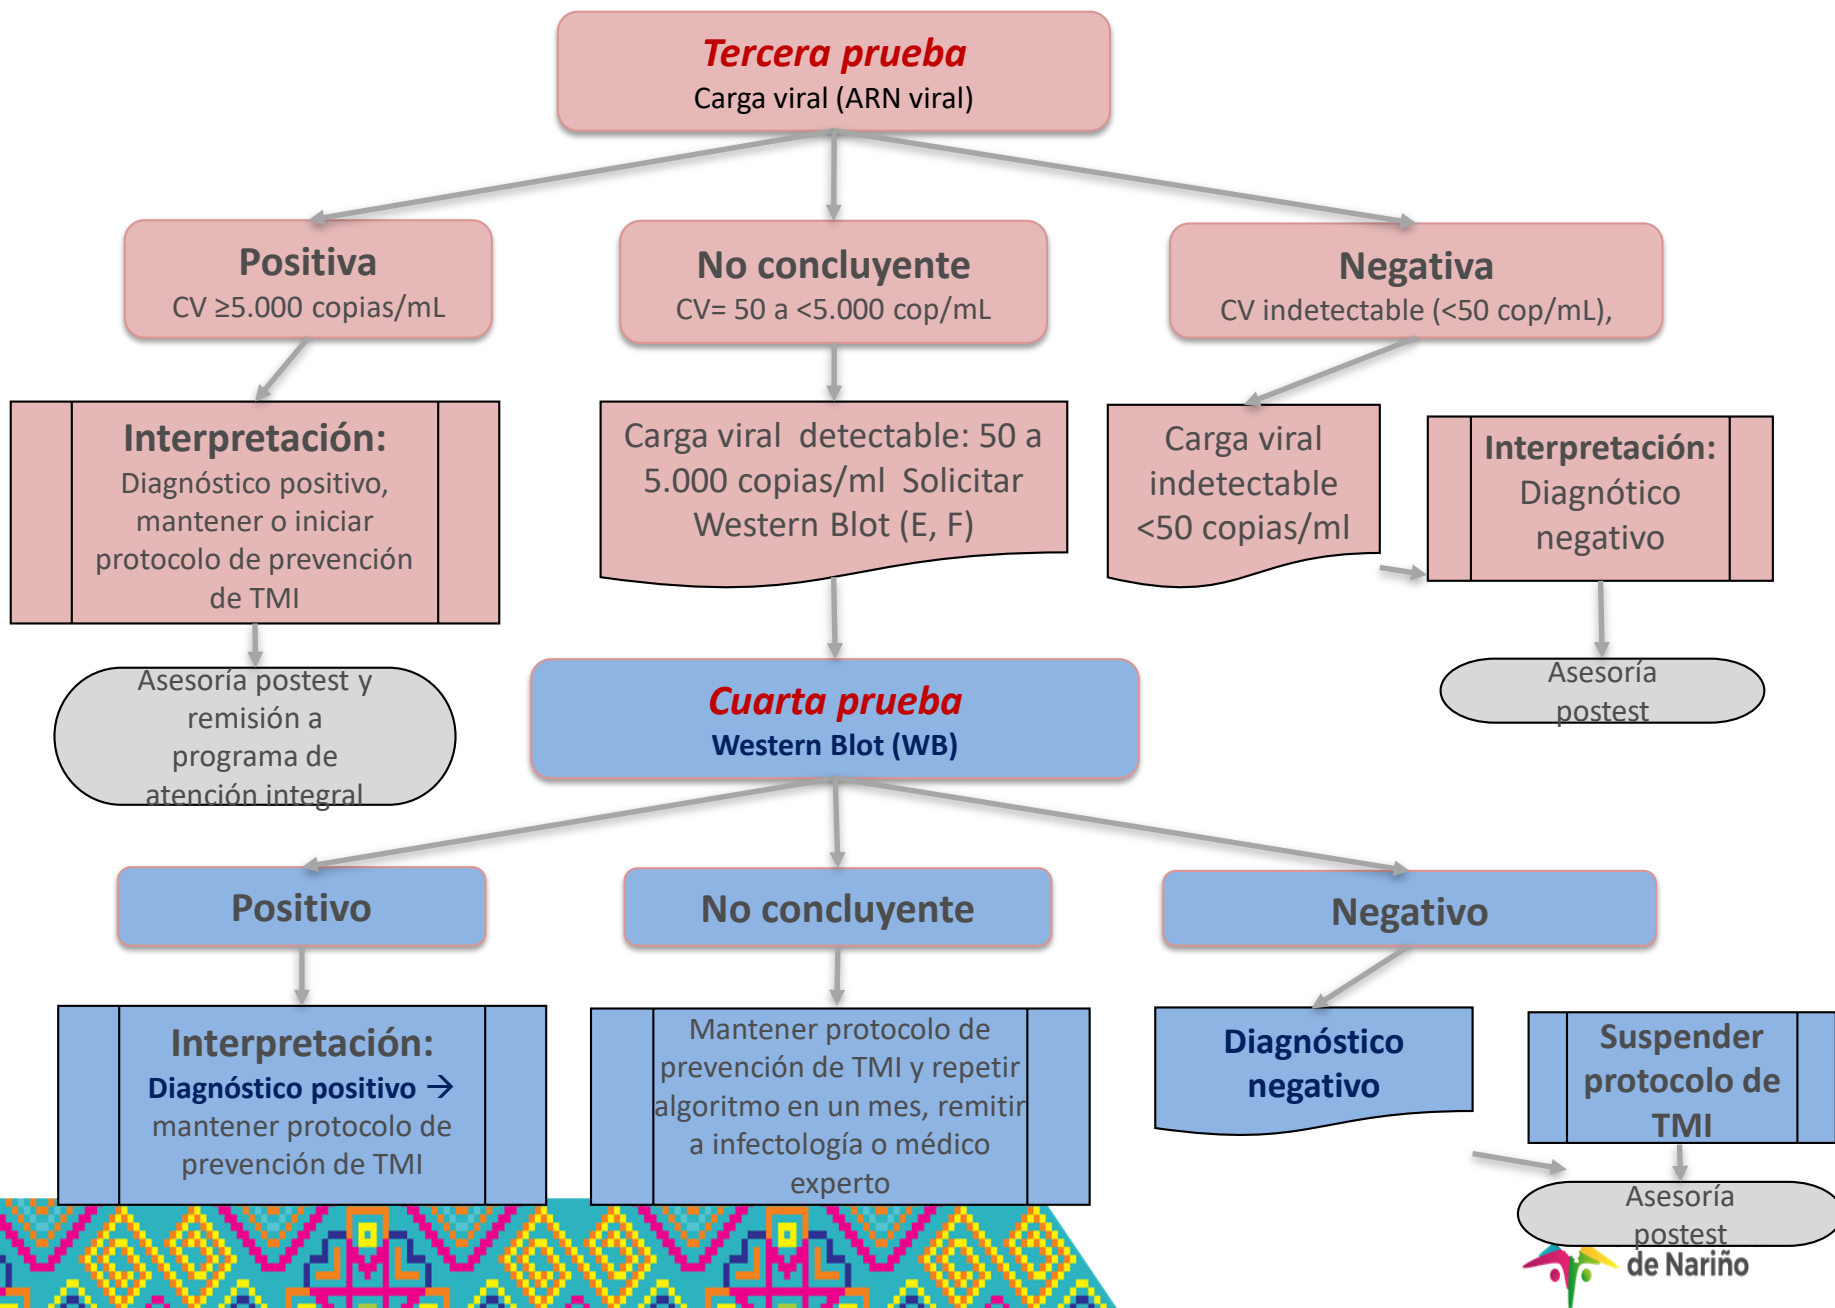 Tercera prueba
Carga viral (ARN viral)
Positiva
CV ≥5.000 copias/mL
No concluyente
CV= 50 a <5.000 cop/mL
Negativa
CV indetectable (<50 cop/mL),
Interpretación:
Diagnóstico positivo,
mantener o iniciar
protocolo de prevención
de TMI
Carga viral detectable: 50 a
5.000 copias/ml Solicitar
Western Blot (E, F)
Carga viral
indetectable
<50 copias/ml
Interpretación:
Diagnótico
negativo
Asesoría postest y
remisión a
programa de
atención integral
Asesoría
postest
Cuarta prueba
Western Blot (WB)
Positivo
No concluyente
Negativo
Interpretación:
Diagnóstico positivo →
mantener protocolo de
prevención de TMI
Mantener protocolo de
prevención de TMI y repetir
algoritmo en un mes, remitir
a infectología o médico
experto
Diagnóstico
negativo
Suspender
protocolo de
TMI
Asesoría
postest
de Nariño